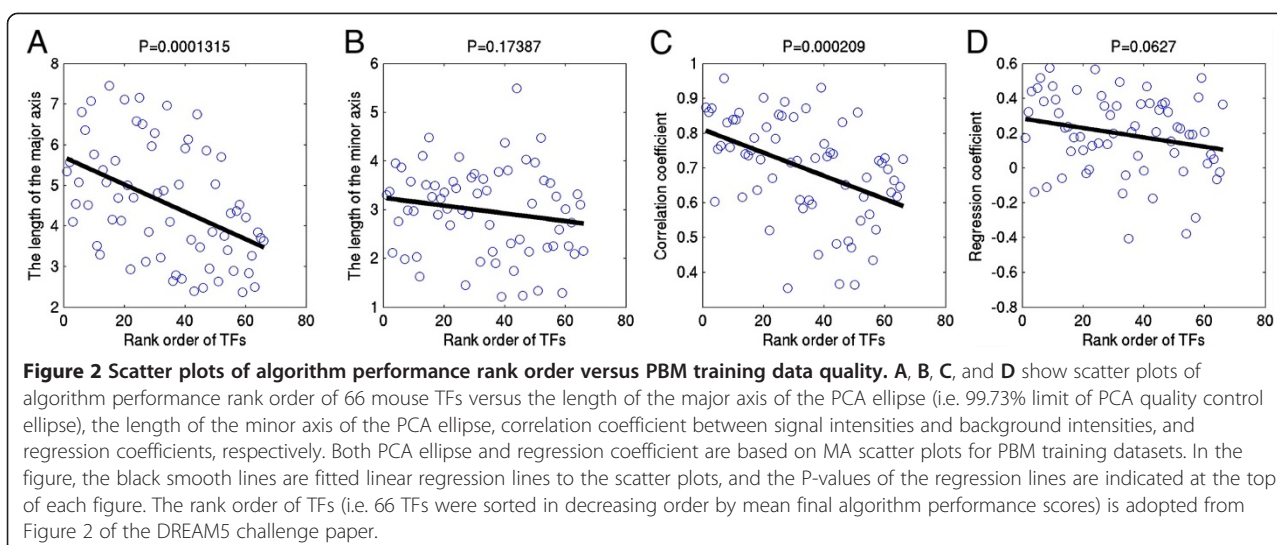 A
P=0.0001315
The length of the major axis
8
7
6
5
4
3
2
0 20 40 60 80
Rank order of TFs
B
P=0.17387
The length of the minor axis
6
5
4
3
2
1
0 20 40 60 80
Rank order of TFs
C
P=0.000209
Correlation coefficient
1
0.9
0.8
0.7
0.6
0.5
0.4
0 20 40 60 80
Rank order of TFs
D
P=0.0627
Regression coefficient
0.6
0.4
0.2
0
-0.2
-0.4
-0.6
-0.8
0 20 40 60 80
Rank order of TFs
Figure 2 Scatter plots of algorithm performance rank order versus PBM training data quality. A, B, C, and D show scatter plots of
algorithm performance rank order of 66 mouse TFs versus the length of the major axis of the PCA ellipse (i.e. 99.73% limit of PCA quality control
ellipse), the length of the minor axis of the PCA ellipse, correlation coefficient between signal intensities and background intensities, and
regression coefficients, respectively. Both PCA ellipse and regression coefficient are based on MA scatter plots for PBM training datasets. In the
figure, the black smooth lines are fitted linear regression lines to the scatter plots, and the P-values of the regression lines are indicated at the top
of each figure. The rank order of TFs (i.e. 66 TFs were sorted in decreasing order by mean final algorithm performance scores) is adopted from
Figure 2 of the DREAM5 challenge paper.